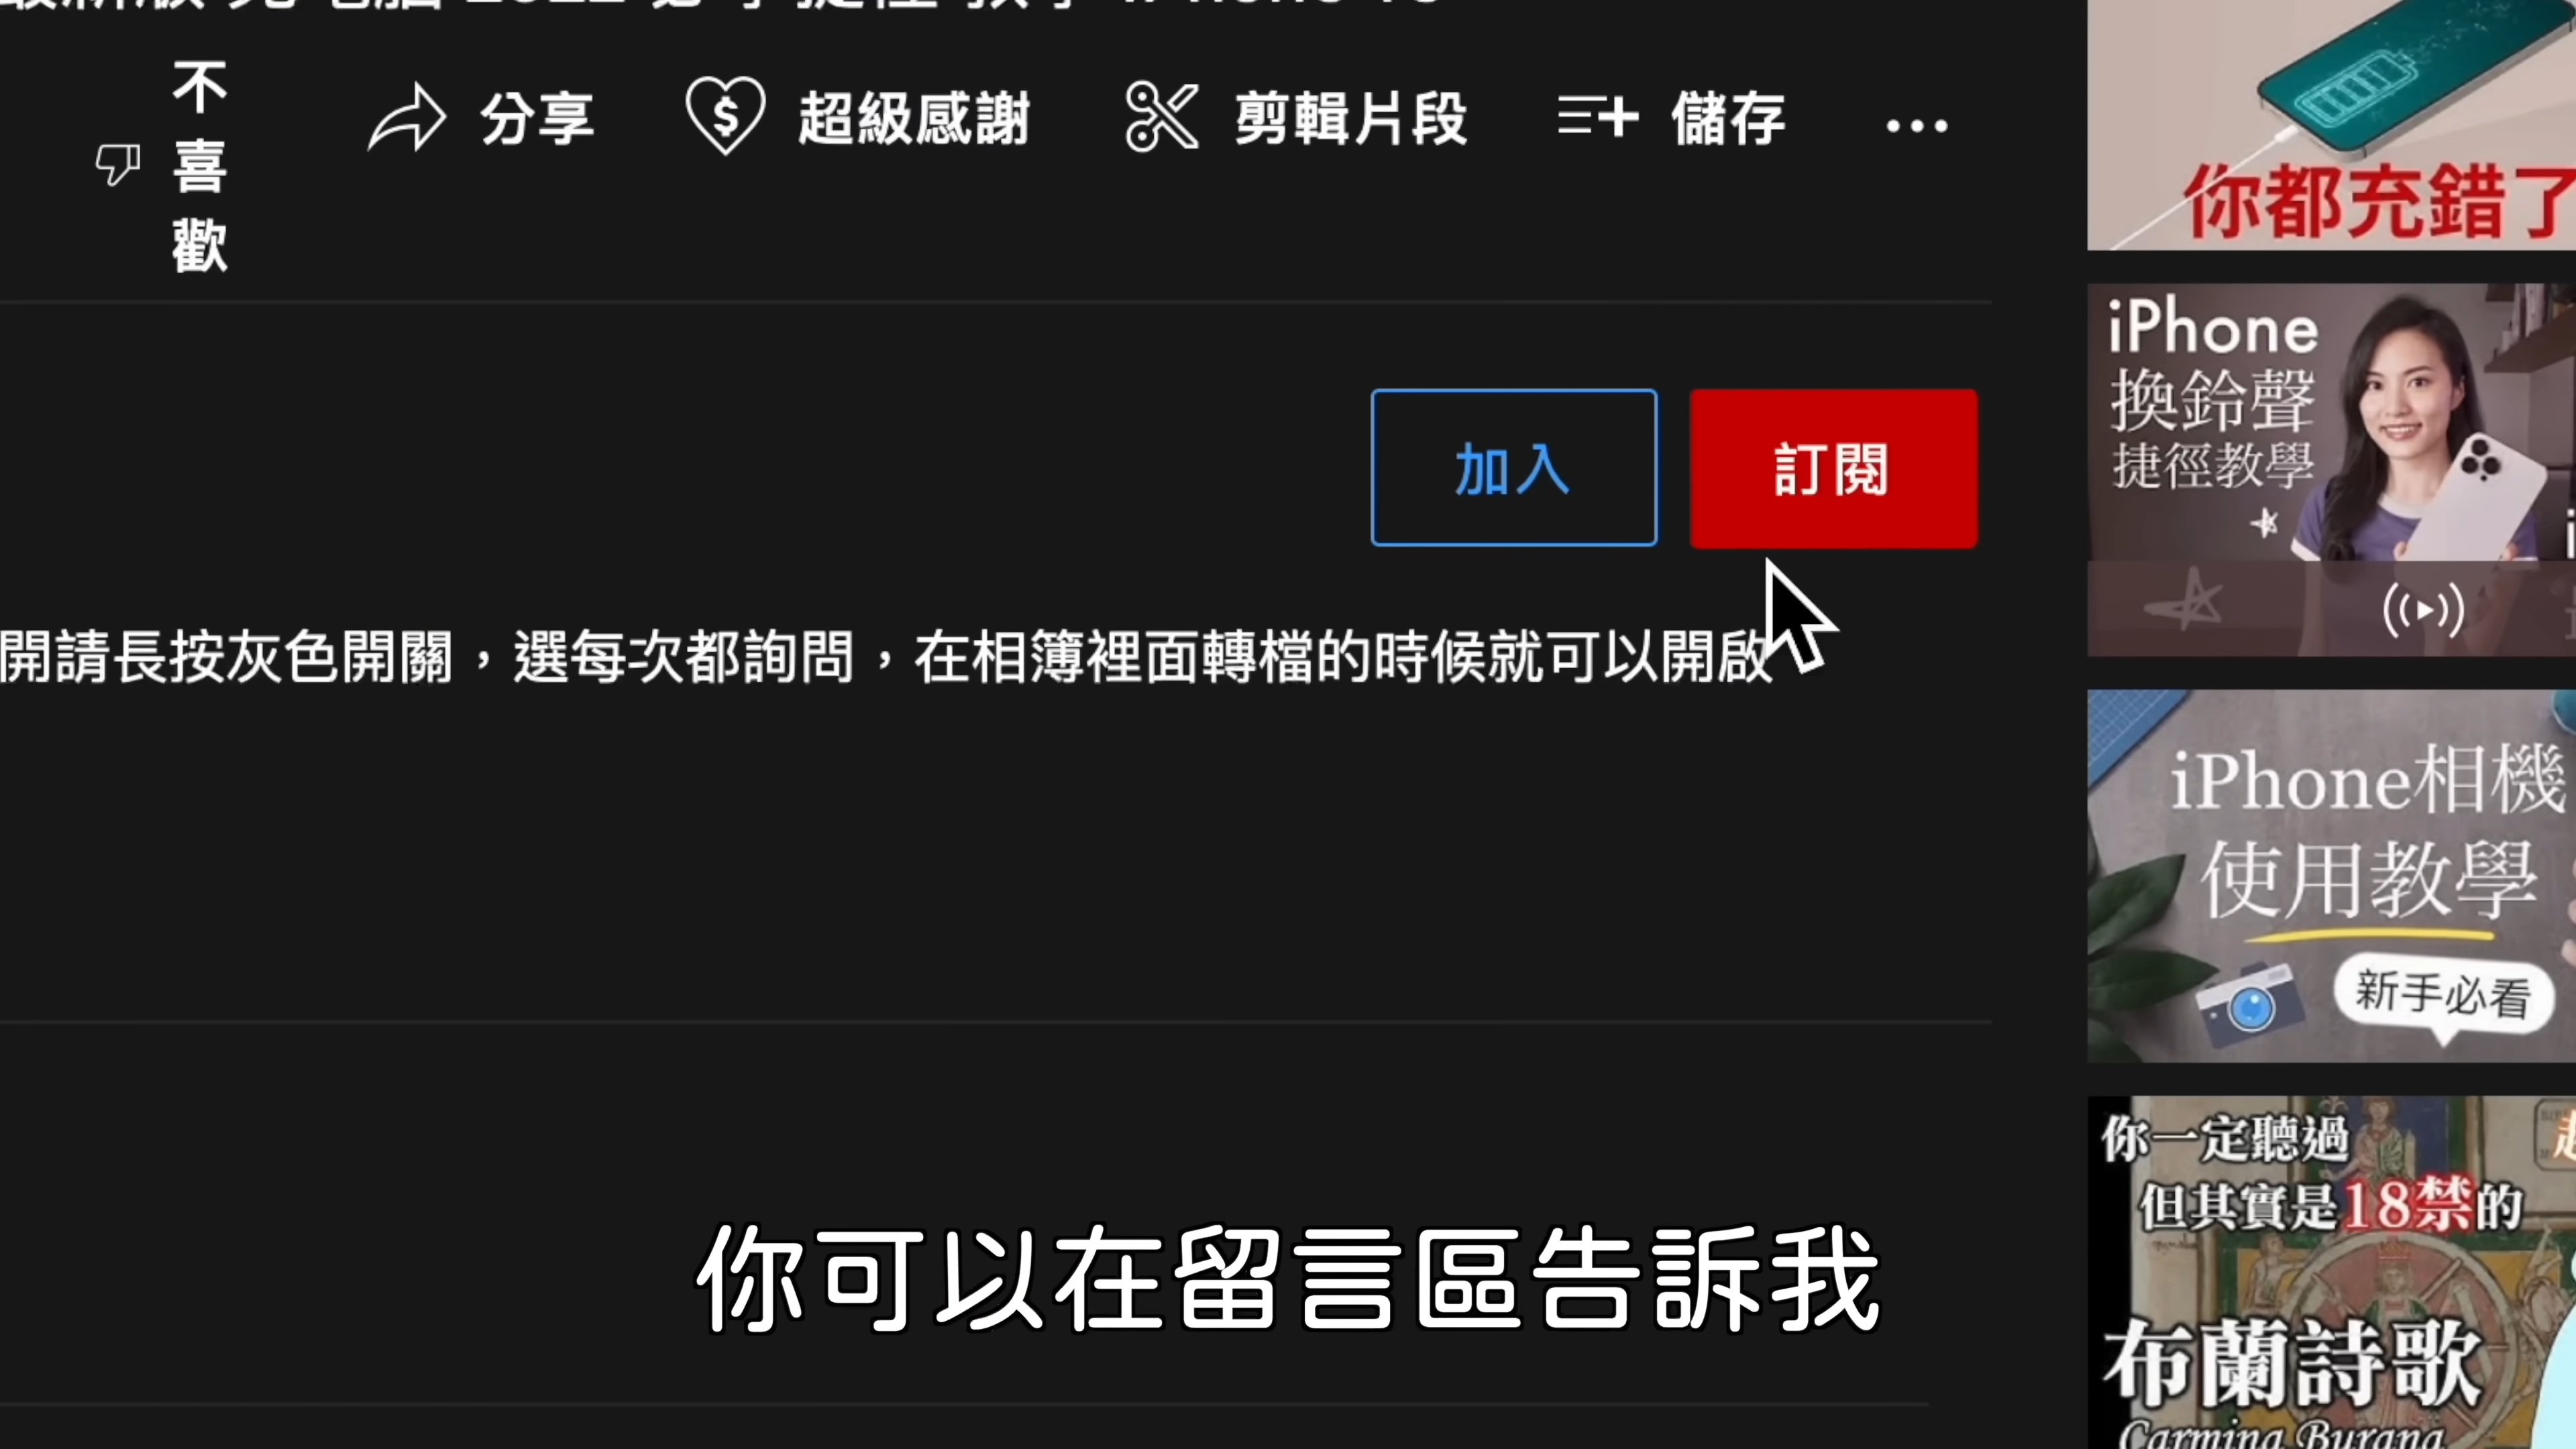 不
喜
歡
分享
超級感謝
剪輯片段
儲存
加入
訂閱
開請長按灰色開關，選每次都詢問，在相簿裡面轉檔的時候就可以開啟
你可以在留言區告訴我
你都充錯了
iPhone
換鈴聲
捷徑教學
iPhone相機
使用教學
新手必看
你一定聽過
但其實是18禁的
布蘭詩歌
Carmina Burana